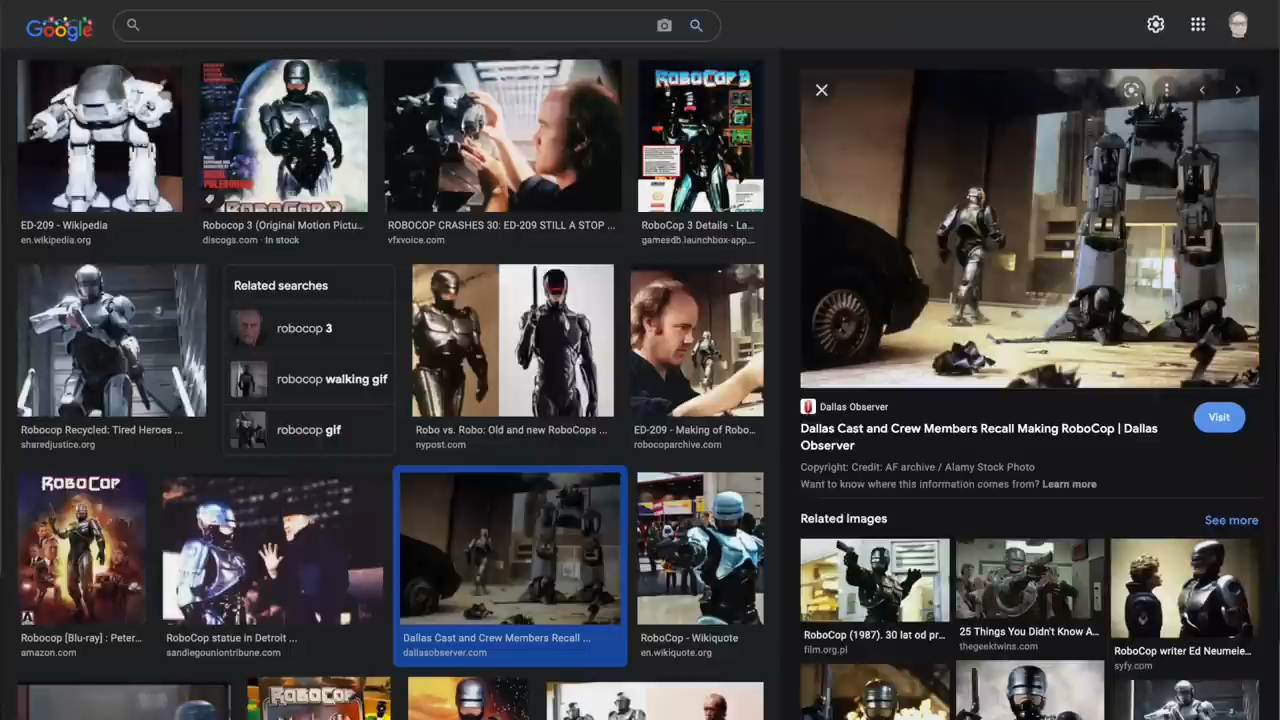 Google
ROBOCOP 3
ROBOCOP 3
ED-209 - Wikipedia
en.wikipedia.org
Robocop 3 (Original Motion Pictu...
discogs.com · In stock
ROBOCOP CRASHES 30: ED-209 STILL A STOP ...
vfxvoice.com
RoboCop 3 Details - La...
gamesdb.launchbox-app....
Related searches
robocop 3
robocop walking gif
robocop gif
Robocop Recycled: Tired Heroes ...
sharedjustice.org
Robo vs. Robo: Old and new RoboCops ...
nypost.com
ED-209 - Making of Robo...
robocoparchive.com
ROBOCOP
Robocop [Blu-ray] : Peter...
amazon.com
RoboCop statue in Detroit ...
sandiegouniontribune.com
Dallas Cast and Crew Members Recall ...
dallasobserver.com
RoboCop - Wikiquote
en.wikiquote.org
ROBOCOP
Dallas Observer
Visit
Dallas Cast and Crew Members Recall Making RoboCop | Dallas
Observer
Copyright: Credit: AF archive / Alamy Stock Photo
Want to know where this information comes from? Learn more
Related images
See more
RoboCop (1987). 30 lat od pr...
film.org.pl
25 Things You Didn't Know A...
thegeektwins.com
RoboCop writer Ed Neumeie...
syfy.com